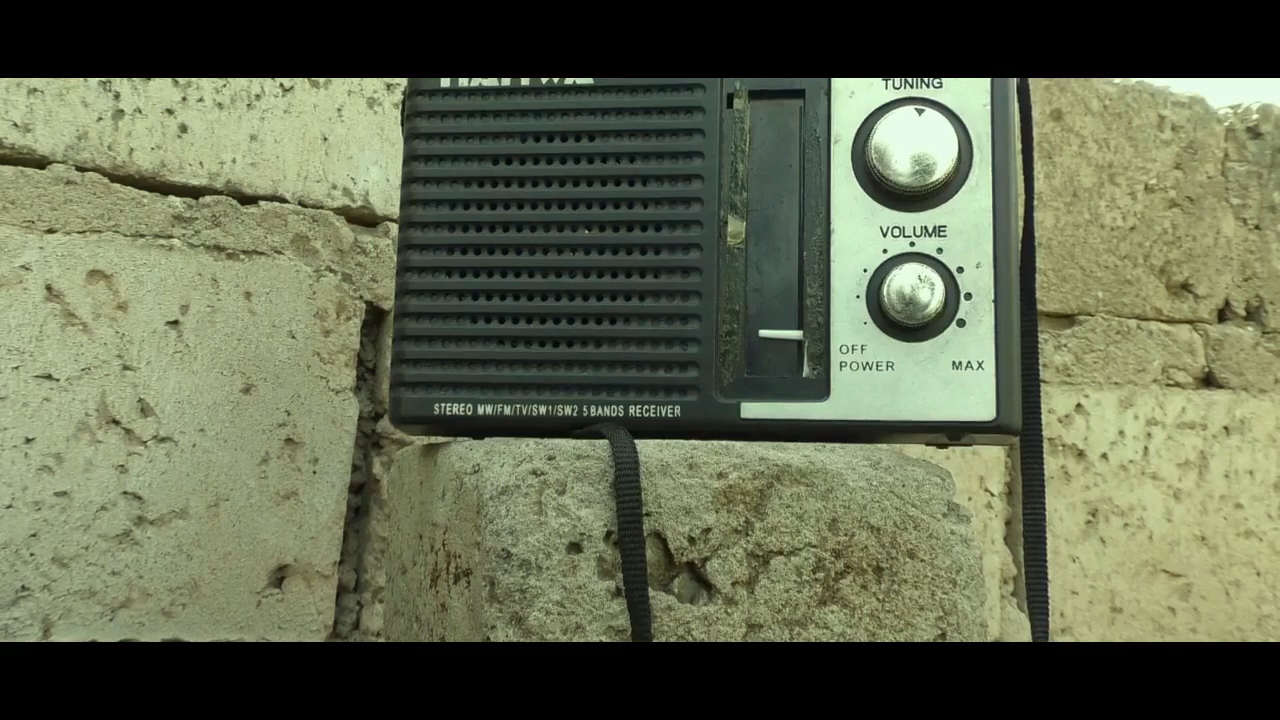 TUNING
VOLUME
OFF
POWER MAX
STEREO MW/FM/TV/SW1/SW2 5 BANDS RECEIVER